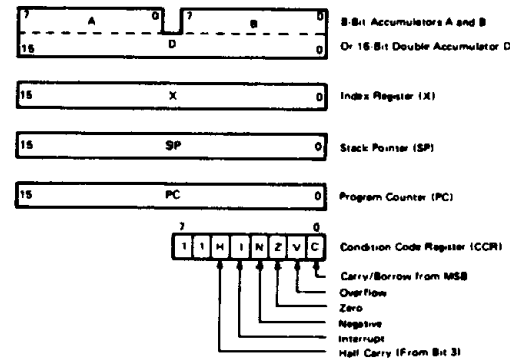 7 A 0 7 B 0
8-Bit Accumulators A and B
15 D 0
Or 16-Bit Double Accumulator D
15 X 0
Index Register (X)
15 SP 0
Stack Pointer (SP)
15 PC 0
Program Counter (PC)
7 0
1 1 H I N Z V C
Condition Code Register (CCR)
Carry/Borrow from MSB
Overflow
Zero
Negative
Interrupt
Half Carry (From Bit 3)